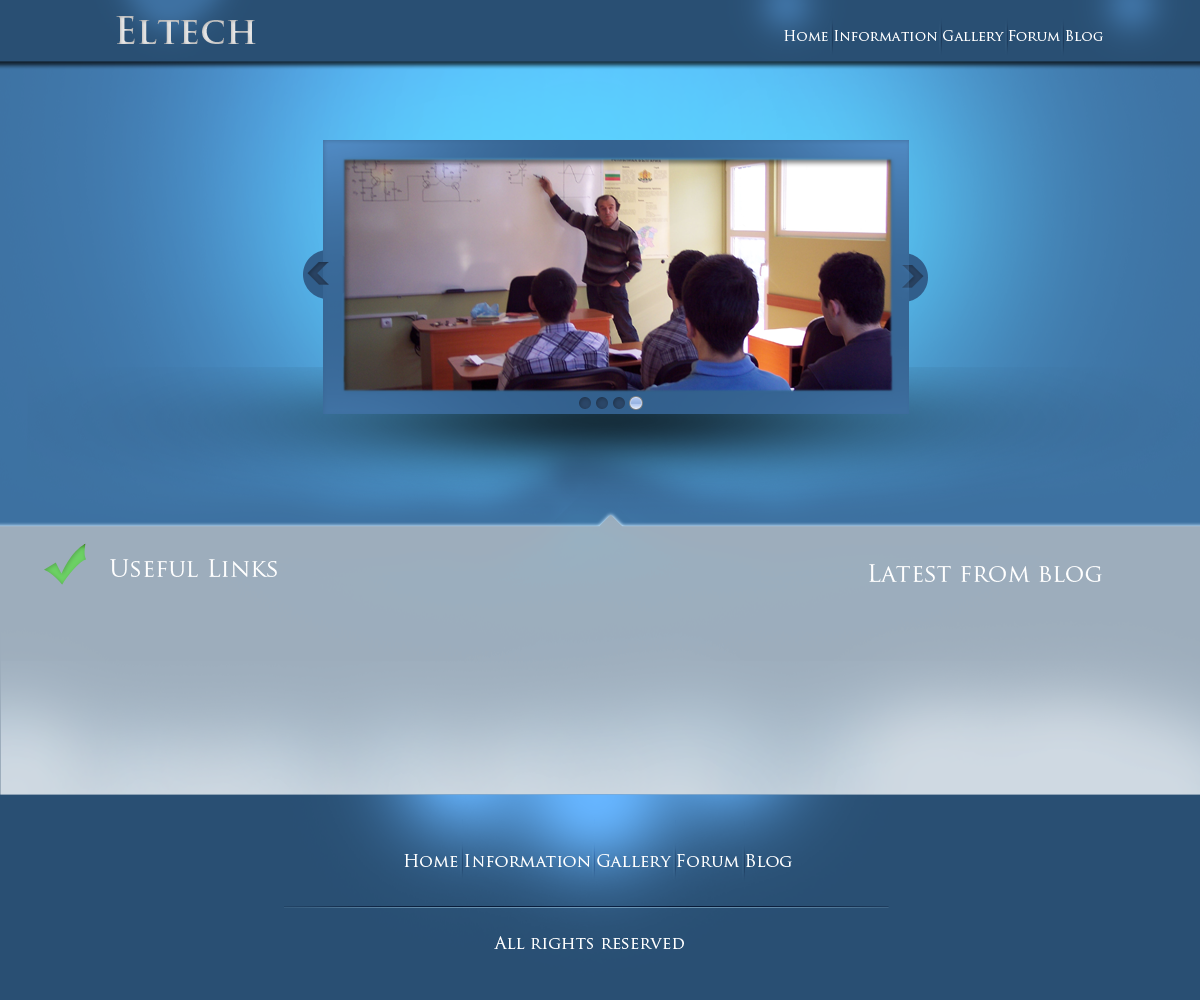 Eltech
Home Information Gallery Forum Blog
Useful Links
Latest from blog
Home Information Gallery Forum Blog
All rights reserved